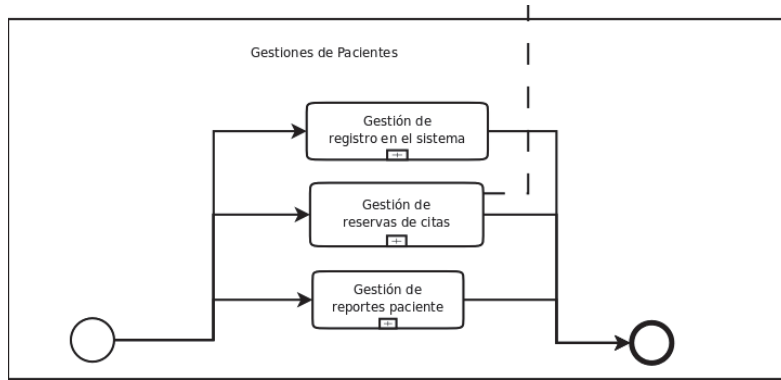 Gestiones de Pacientes
Gestión de
registro en el sistema
Gestión de
reservas de citas
Gestión de
reportes paciente